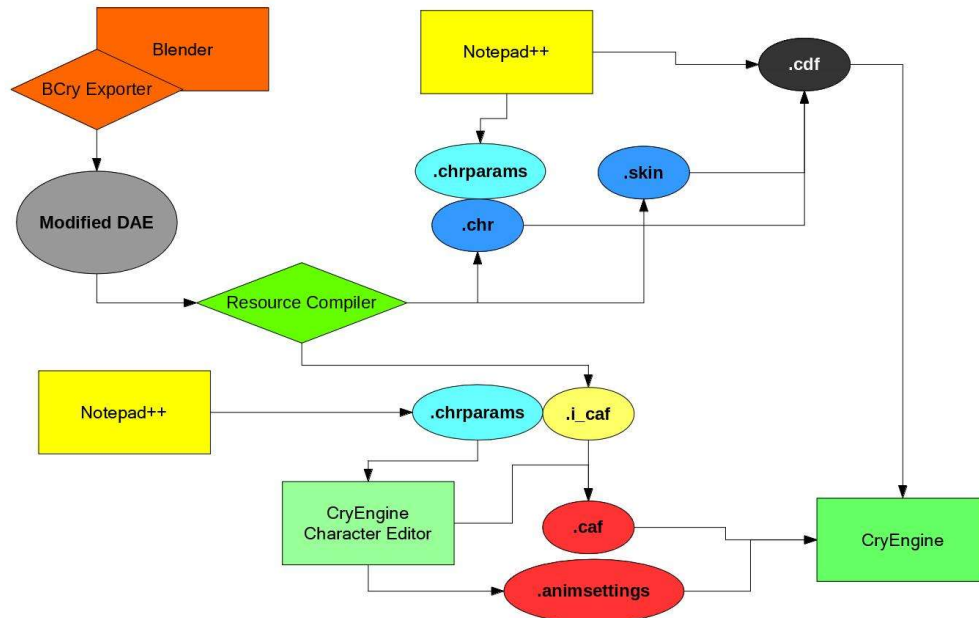 Blender
BCry Exporter
Notepad++
.cdf
.chrparams
.skin
Modified DAE
.chr
Resource Compiler
Notepad++
.chrparams
.i_caf
CryEngine
Character Editor
.caf
CryEngine
.animsettings